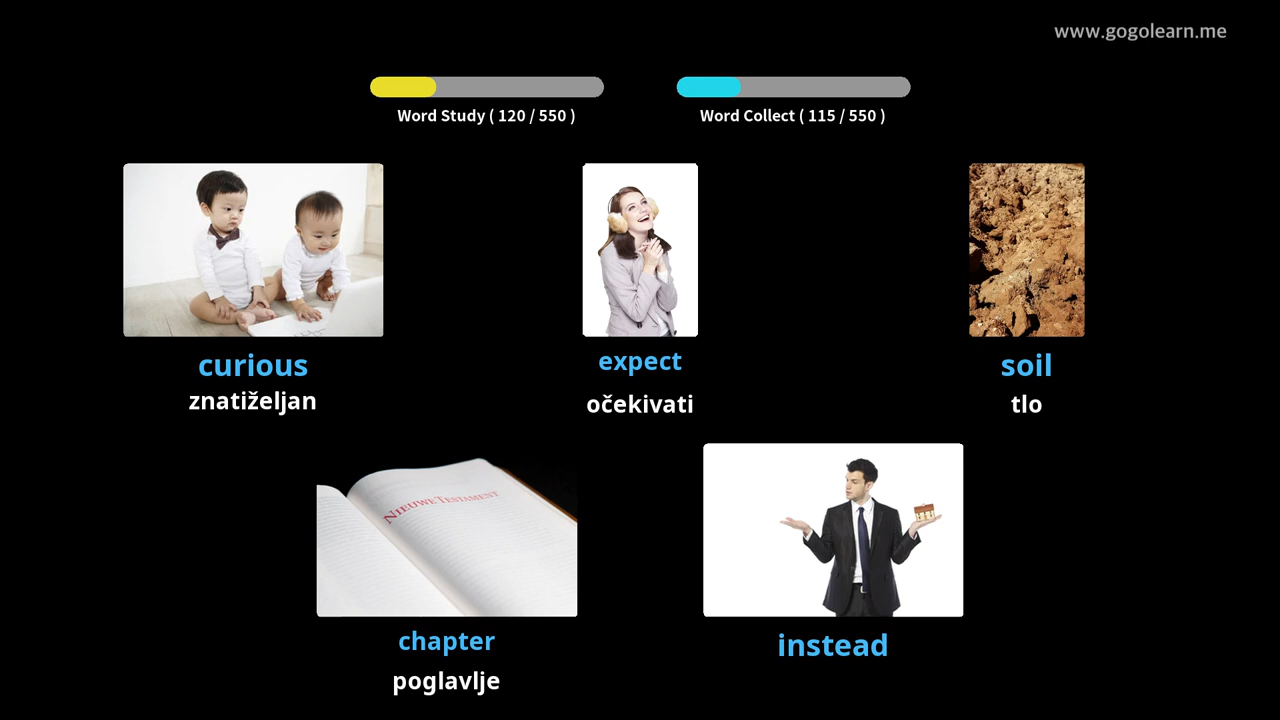 www.gogolearn.me
Word Study ( 120 / 550 )
Word Collect ( 115 / 550 )
curious
znatiželjan
expect
očekivati
soil
tlo
NIEUWE TESTAMENT
chapter
poglavlje
instead